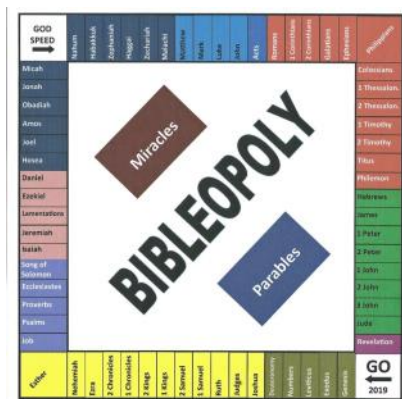 GOD
SPEED
Nahum
Habakkuk
Zephaniah
Haggai
Zechariah
Malachi
Matthew
Mark
Luke
John
Acts
Romans
1 Corinthians
2 Corinthians
Galatians
Ephesians
Philippians
Micah
Jonah
Obadiah
Amos
Joel
Hosea
Daniel
Ezekiel
Lamentations
Jeremiah
Isaiah
Song of
Solomon
Ecclesiastes
Proverbs
Psalms
Job
Miracles
BIBLEOPOLY
Parables
Colossians
1 Thessalon.
2 Thessalon.
1 Timothy
2 Timothy
Titus
Philemon
Hebrews
James
1 Peter
2 Peter
1 John
2 John
3 John
Jude
Revelation
Esther
Nehemiah
Ezra
2 Chronicles
1 Chronicles
2 Kings
1 Kings
2 Samuel
1 Samuel
Ruth
Judges
Joshua
Deuteronomy
Numbers
Leviticus
Exodus
Genesis
GO
2019